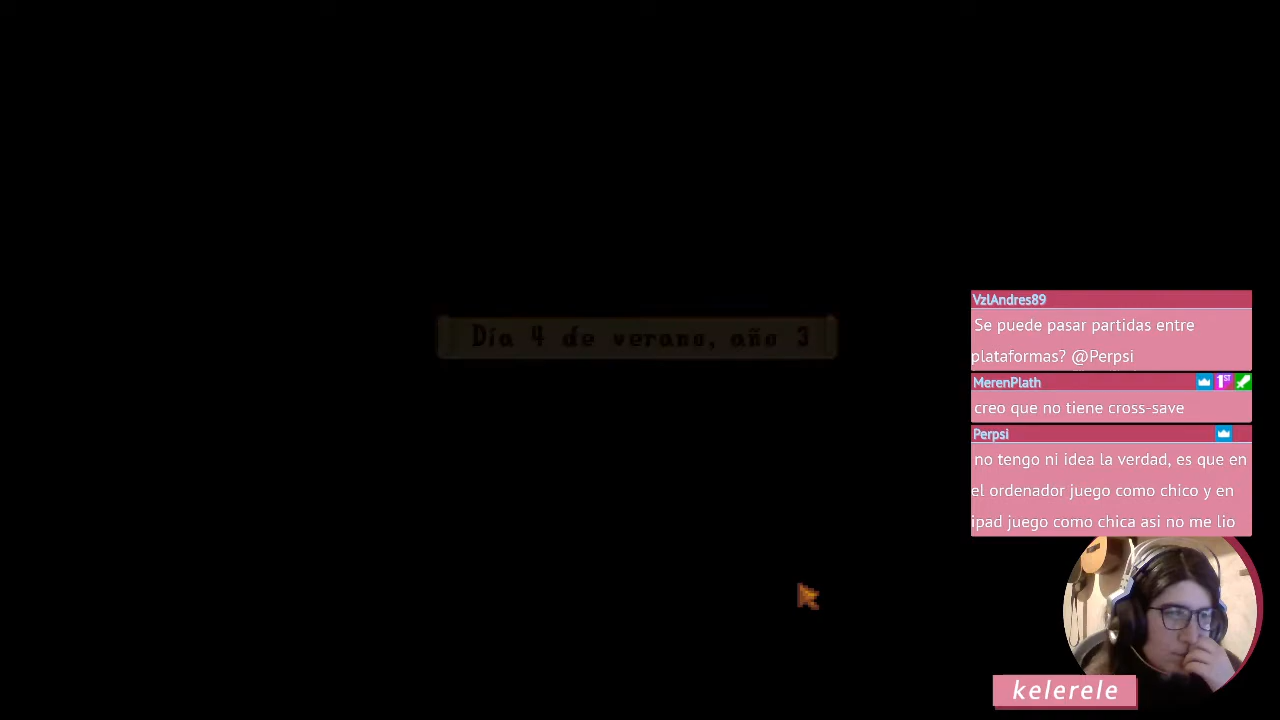 Día 4 de verano, año 3
VzlAndres89
Se puede pasar partidas entre
plataformas? @Perpsi
MerenPlath
1ST
creo que no tiene cross-save
Perpsi
no tengo ni idea la verdad, es que en
el ordenador juego como chico y en
ipad juego como chica asi no me lio
kelerele